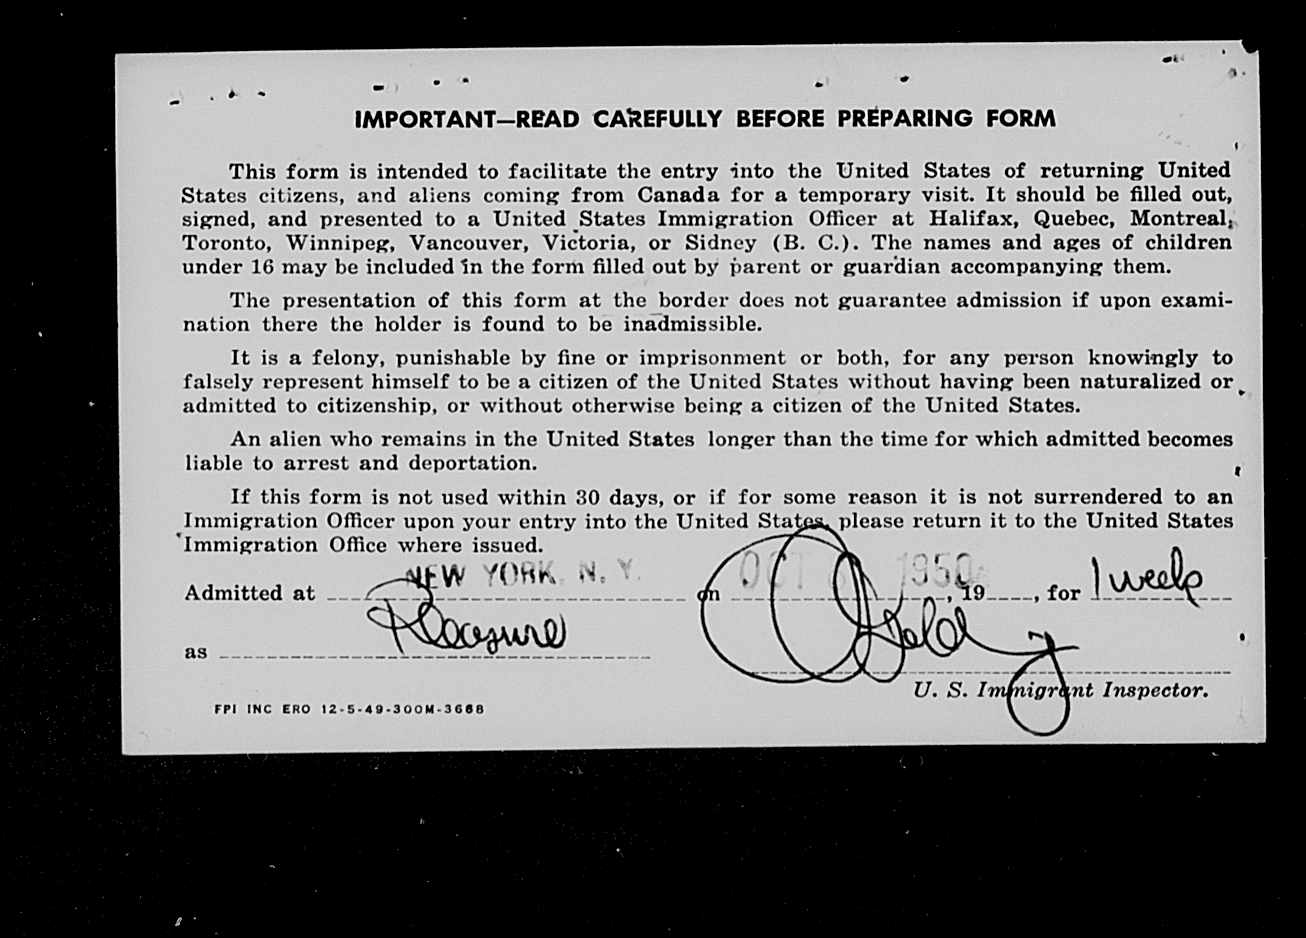 IMPORTANT—READ CAREFULLY BEFORE PREPARING FORM
This form is intended to facilitate the entry into the United States of returning United
States citizens, and aliens coming from Canada for a temporary visit. It should be filled out,
signed, and presented to a United States Immigration Officer at Halifax, Quebec, Montreal,
Toronto, Winnipeg, Vancouver, Victoria, or Sidney (B. C.). The names and ages of children
under 16 may be included in the form filled out by parent or guardian accompanying them.
The presentation of this form at the border does not guarantee admission if upon exami-
nation there the holder is found to be inadmissible.
It is a felony, punishable by fine or imprisonment or both, for any person knowingly to
falsely represent himself to be a citizen of the United States without having been naturalized or
admitted to citizenship, or without otherwise being a citizen of the United States.
An alien who remains in the United States longer than the time for which admitted becomes
liable to arrest and deportation.
If this form is not used within 30 days, or if for some reason it is not surrendered to an
Immigration Officer upon your entry into the United States, please return it to the United States
Immigration Office where issued.
Admitted at NEW YORK, N. Y. on OCT 1950, 19, for 1 week
as Pleasure
U. S. Immigrant Inspector.
FPI INC ERO 12-5-49-300M-3668